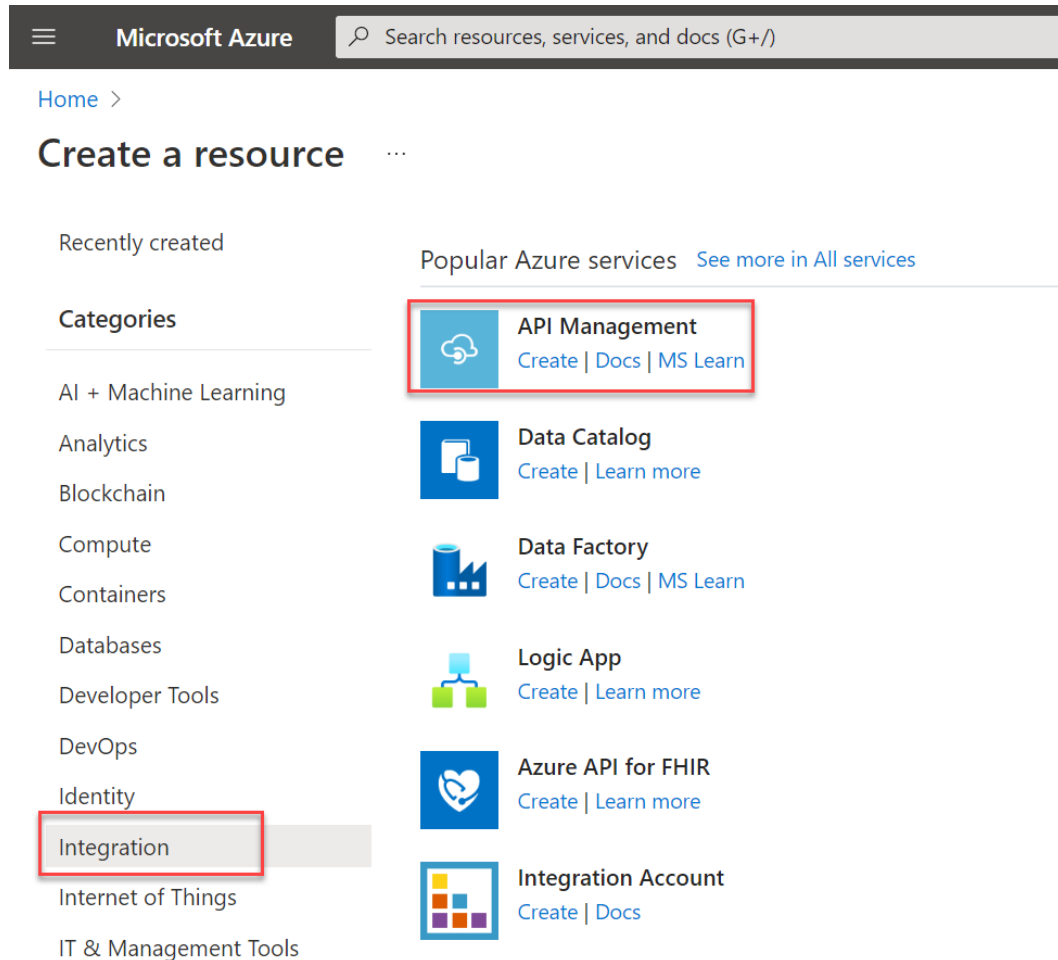 Microsoft Azure
Search resources, services, and docs (G+/)
Home >
Create a resource ...
Recently created
Categories
AI + Machine Learning
Analytics
Blockchain
Compute
Containers
Databases
Developer Tools
DevOps
Identity
Integration
Internet of Things
IT & Management Tools
Popular Azure services See more in All services
API Management
Create | Docs | MS Learn
Data Catalog
Create | Learn more
Data Factory
Create | Docs | MS Learn
Logic App
Create | Learn more
Azure API for FHIR
Create | Learn more
Integration Account
Create | Docs